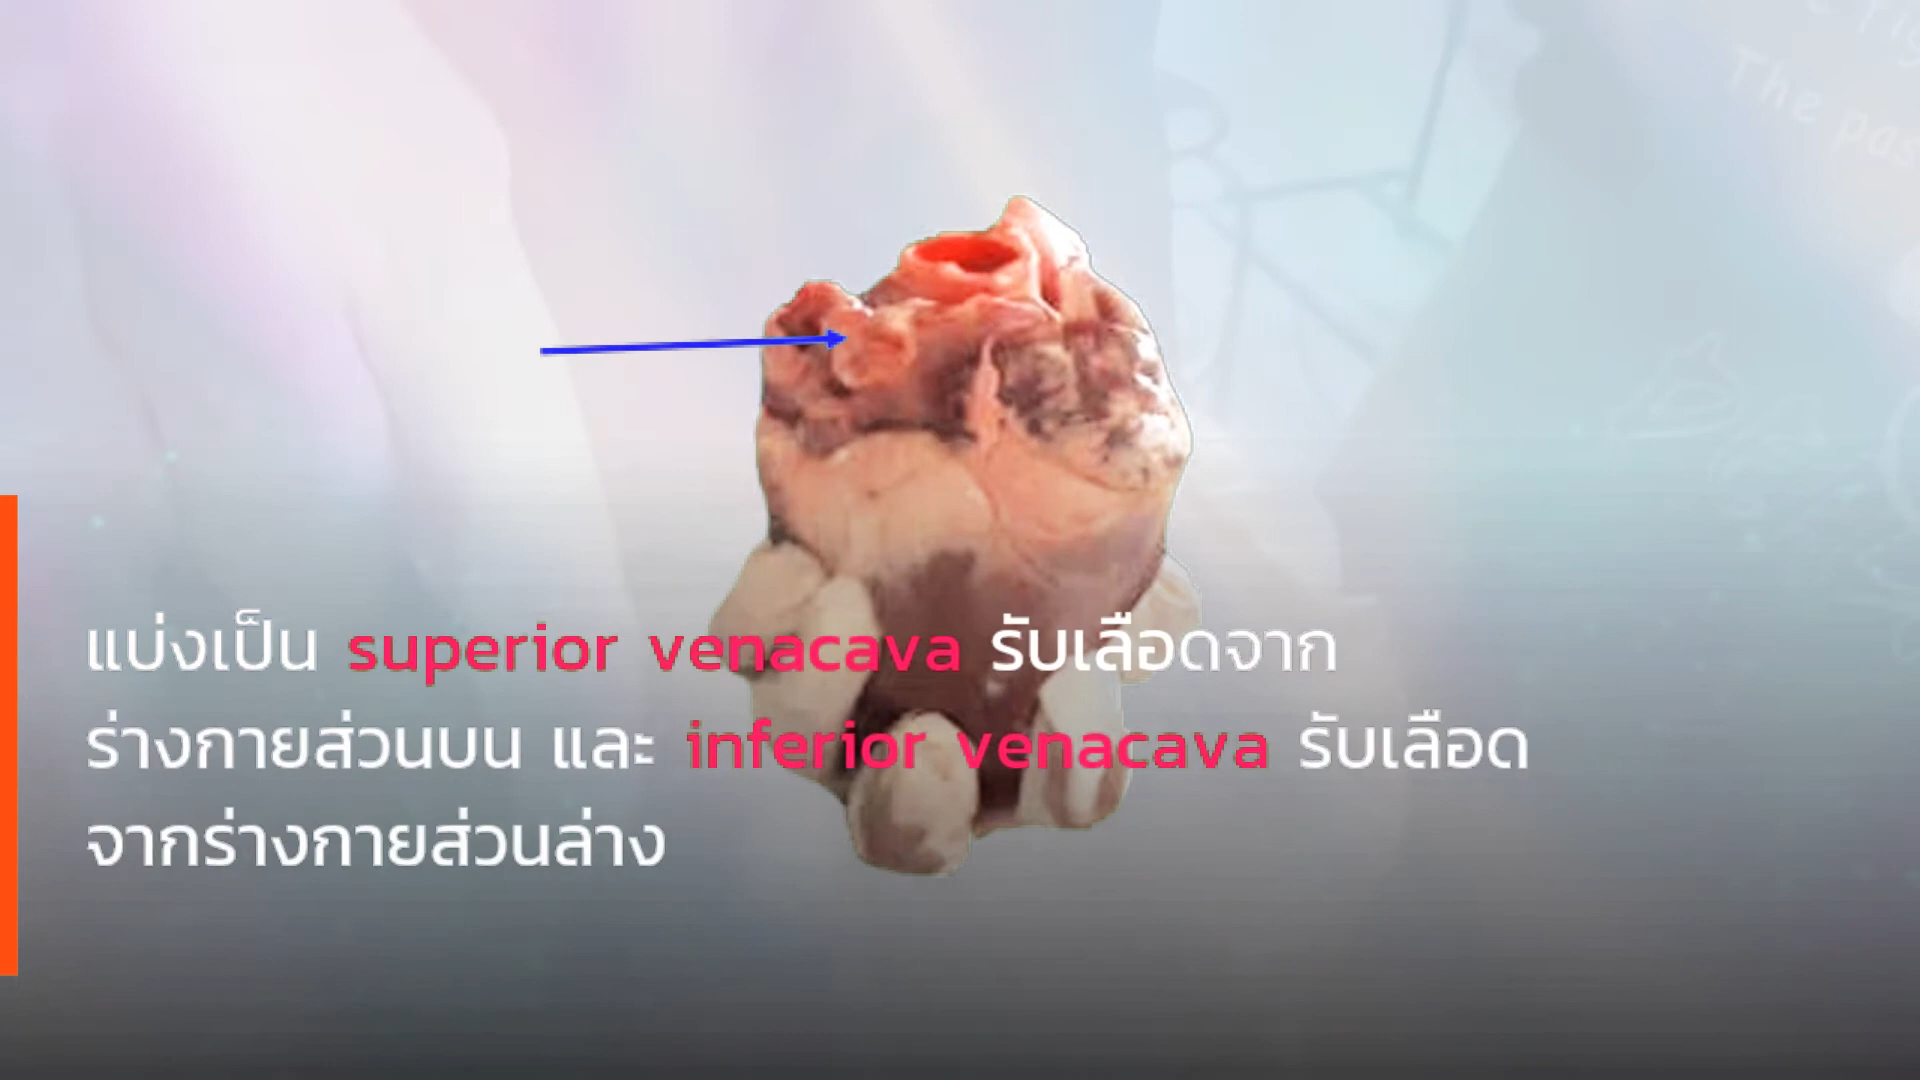 แบ่งเป็น superior venacava รับเลือดจาก
ร่างกายส่วนบน และ inferior venacava รับเลือด
จากร่างกายส่วนล่าง
The